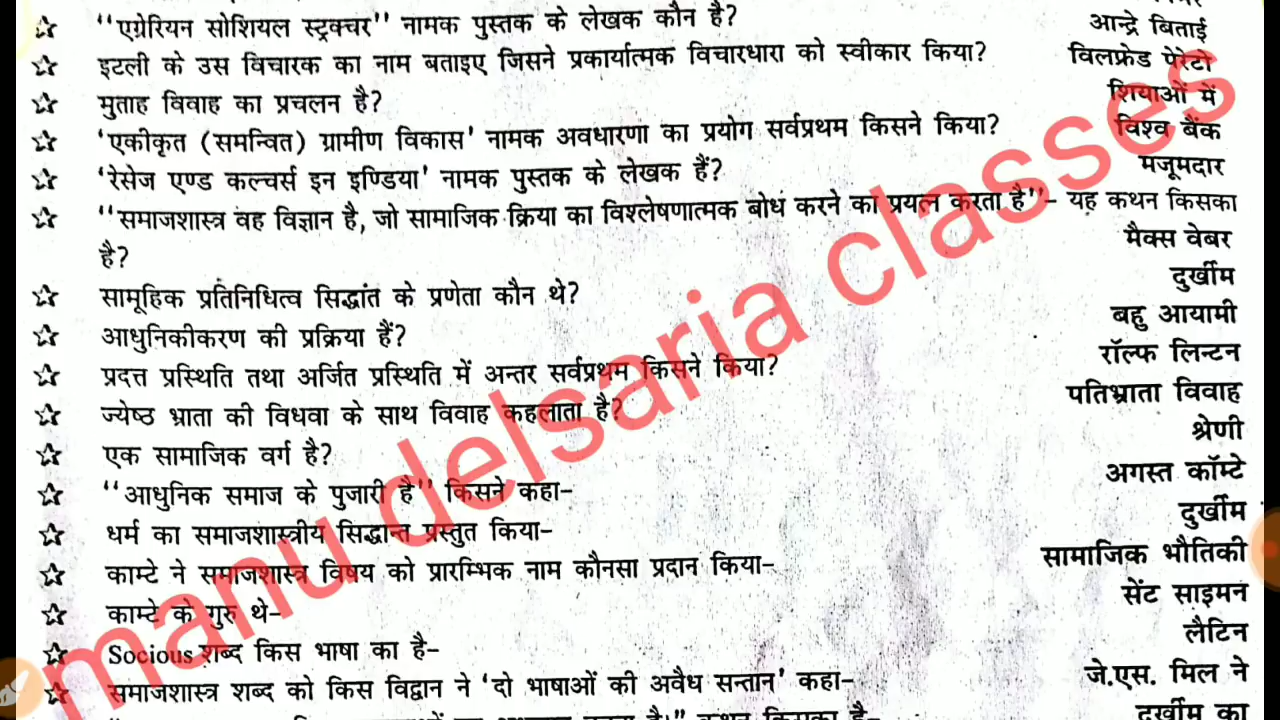 ☆ ‘‘एग्रेरियन सोशियल स्ट्रक्चर’’ नामक पुस्तक के लेखक कौन है? आन्द्रे बिताई
☆ इटली के उस विचारक का नाम बताइए जिसने प्रकार्यात्मक विचारधारा को स्वीकार किया? विलफ्रेड पेरेटो
☆ मुताह विवाह का प्रचलन है? शियाओं में
☆ ‘एकीकृत (समन्वित) ग्रामीण विकास’ नामक अवधारणा का प्रयोग सर्वप्रथम किसने किया? विश्व बैंक
☆ ‘रेसेज एण्ड कल्चर्स इन इण्डिया’ नामक पुस्तक के लेखक हैं? मजूमदार
☆ ‘‘समाजशास्त्र वह विज्ञान है, जो सामाजिक क्रिया का विश्लेषणात्मक बोध करने का प्रयत्न करता है’’- यह कथन किसका
है? मैक्स वेबर
☆ सामूहिक प्रतिनिधित्व सिद्धांत के प्रणेता कौन थे? दुर्खीम
☆ आधुनिकीकरण की प्रक्रिया हैं? बहु आयामी
☆ प्रदत्त प्रस्थिति तथा अर्जित प्रस्थिति में अन्तर सर्वप्रथम किसने किया? रॉल्फ लिन्टन
☆ ज्येष्ठ भ्राता की विधवा के साथ विवाह कहलाता है? पतिभ्राता विवाह
☆ एक सामाजिक वर्ग है? श्रेणी
☆ ‘‘आधुनिक समाज के पुजारी है’’ किसने कहा- अगस्त कॉम्टे
☆ धर्म का समाजशास्त्रीय सिद्धान्त प्रस्तुत किया- दुर्खीम
☆ काम्टे ने समाजशास्त्र विषय को प्रारम्भिक नाम कौनसा प्रदान किया- सामाजिक भौतिकी
☆ काम्टे के गुरु थे- सेंट साइमन
☆ Socious शब्द किस भाषा का है- लैटिन
☆ समाजशास्त्र शब्द को किस विद्वान ने ‘दो भाषाओं की अवैध सन्तान’ कहा- जे.एस. मिल ने
दुर्खीम का
manu delsaria classes